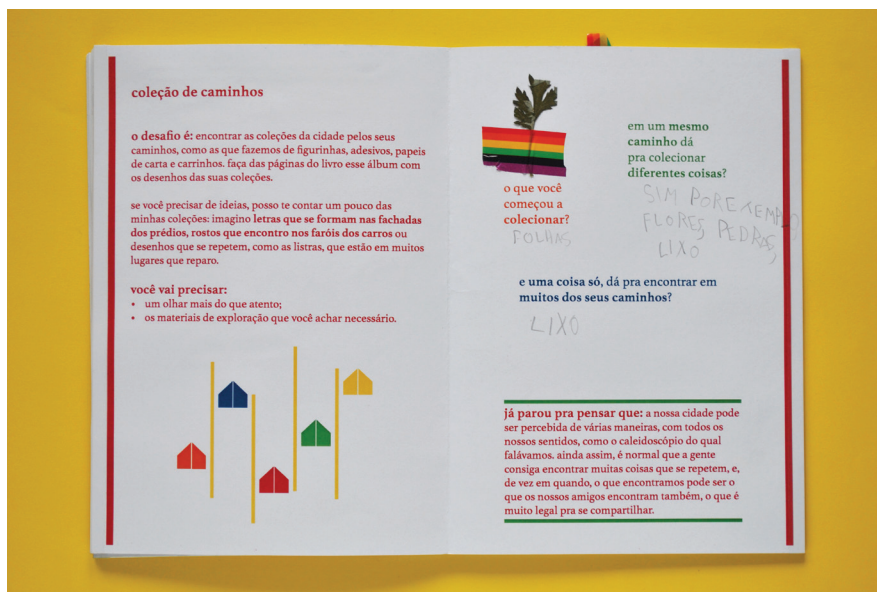 coleção de caminhos
o desafio é: encontrar as coleções da cidade pelos seus
caminhos, como as que fazemos de figurinhas, adesivos, papeis
de carta e carrinhos. faça das páginas do livro esse álbum com
os desenhos das suas coleções.
se você precisar de ideias, posso te contar um pouco das
minhas coleções: imagino letras que se formam nas fachadas
dos prédios, rostos que encontro nos faróis dos carros ou
desenhos que se repetem, como as listras, que estão em muitos
lugares que reparo.
você vai precisar:
• um olhar mais do que atento;
• os materiais de exploração que você achar necessário.
o que você
começou a
colecionar?
FOLHAS
em um mesmo
caminho dá
pra colecionar
diferentes coisas?
SIM POR EXEMPLO
FLORES, PEDRAS,
LIXO
e uma coisa só, dá pra encontrar em
muitos dos seus caminhos?
LIXO
já parou pra pensar que: a nossa cidade pode
ser percebida de várias maneiras, com todos os
nossos sentidos, como o caleidoscópio do qual
falávamos. ainda assim, é normal que a gente
consiga encontrar muitas coisas que se repetem, e,
de vez em quando, o que encontramos pode ser o
que os nossos amigos encontram também, o que é
muito legal pra se compartilhar.